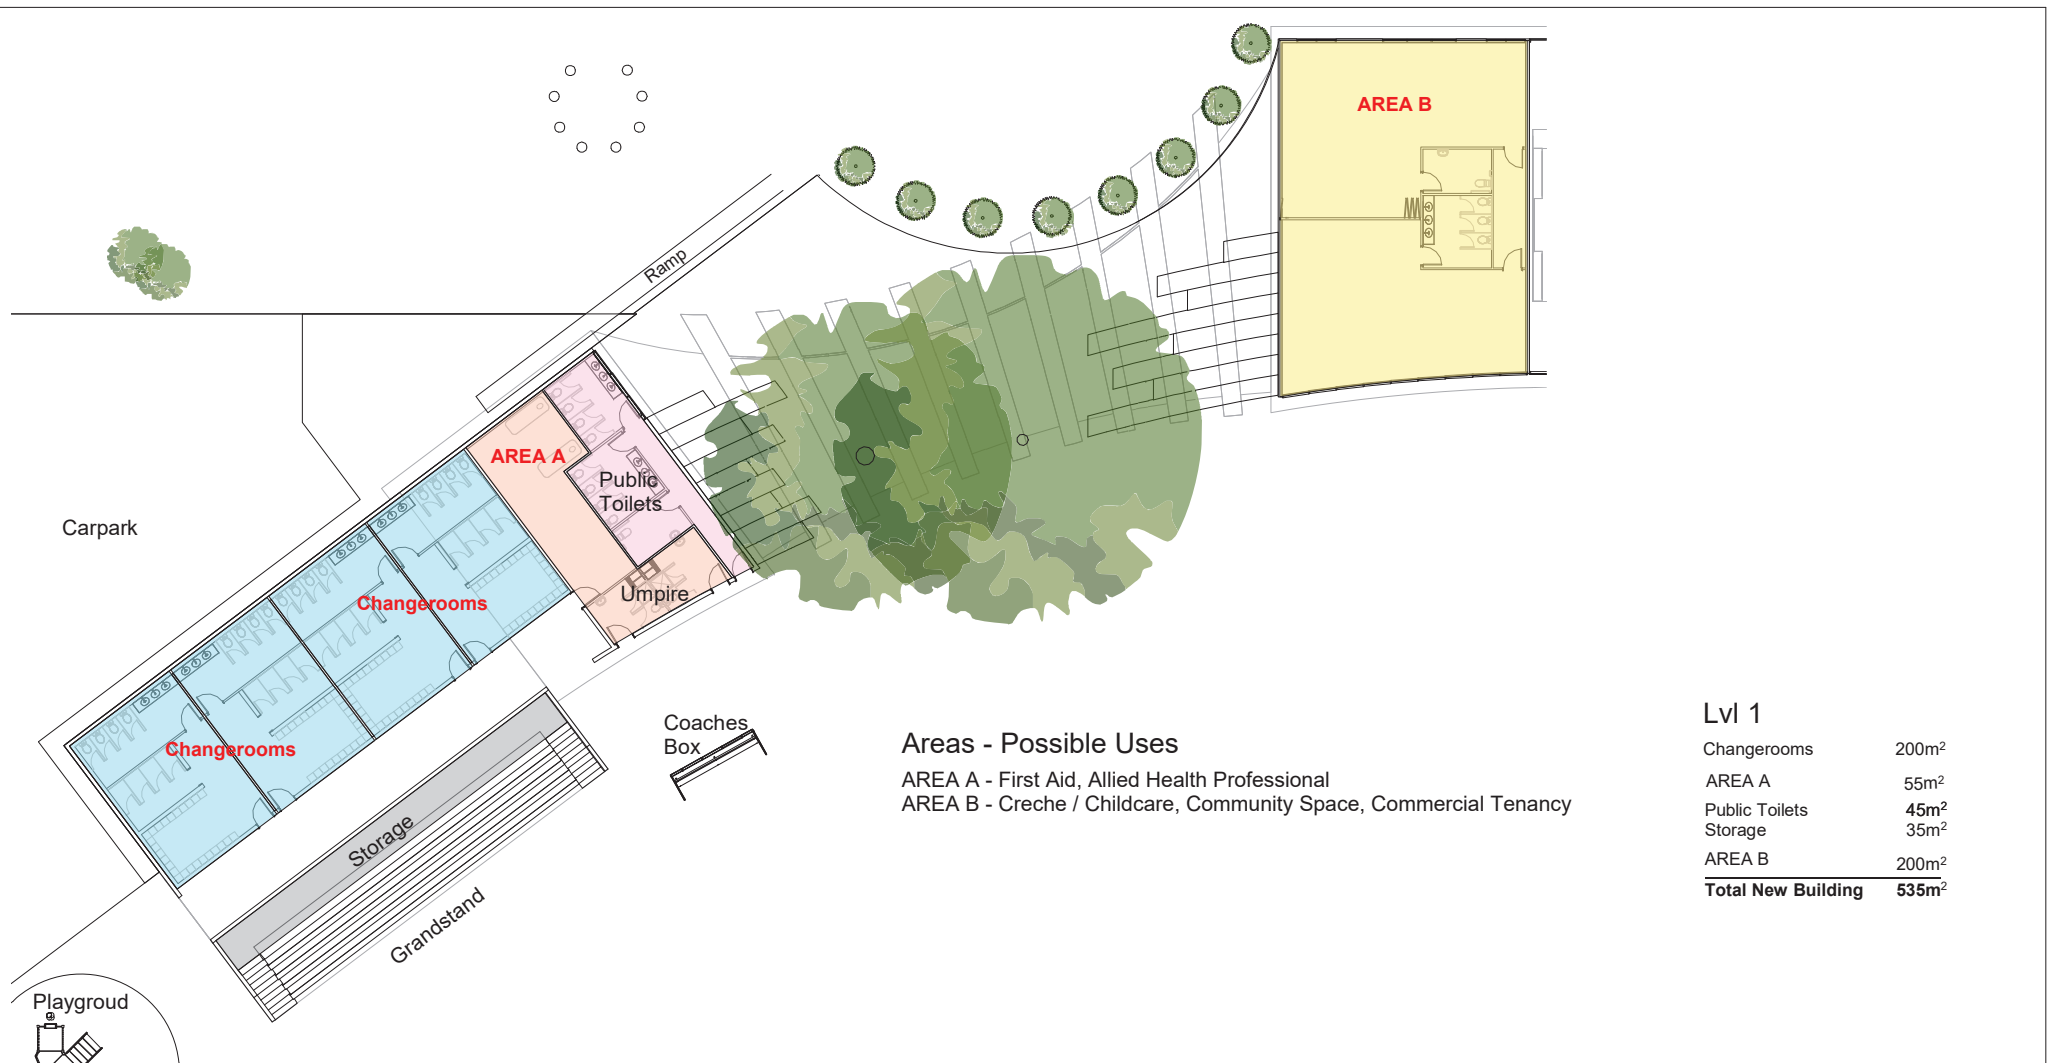 AREA B
Ramp
AREA A
Public
Toilets
Carpark
Umpire
Changerooms
Changerooms
Coaches
Box
Storage
Grandstand
Playgroud
Areas - Possible Uses
AREA A - First Aid, Allied Health Professional
AREA B - Creche / Childcare, Community Space, Commercial Tenancy
Lvl 1
Changerooms 200m²
AREA A 55m²
Public Toilets 45m²
Storage 35m²
AREA B 200m²
Total New Building 535m²